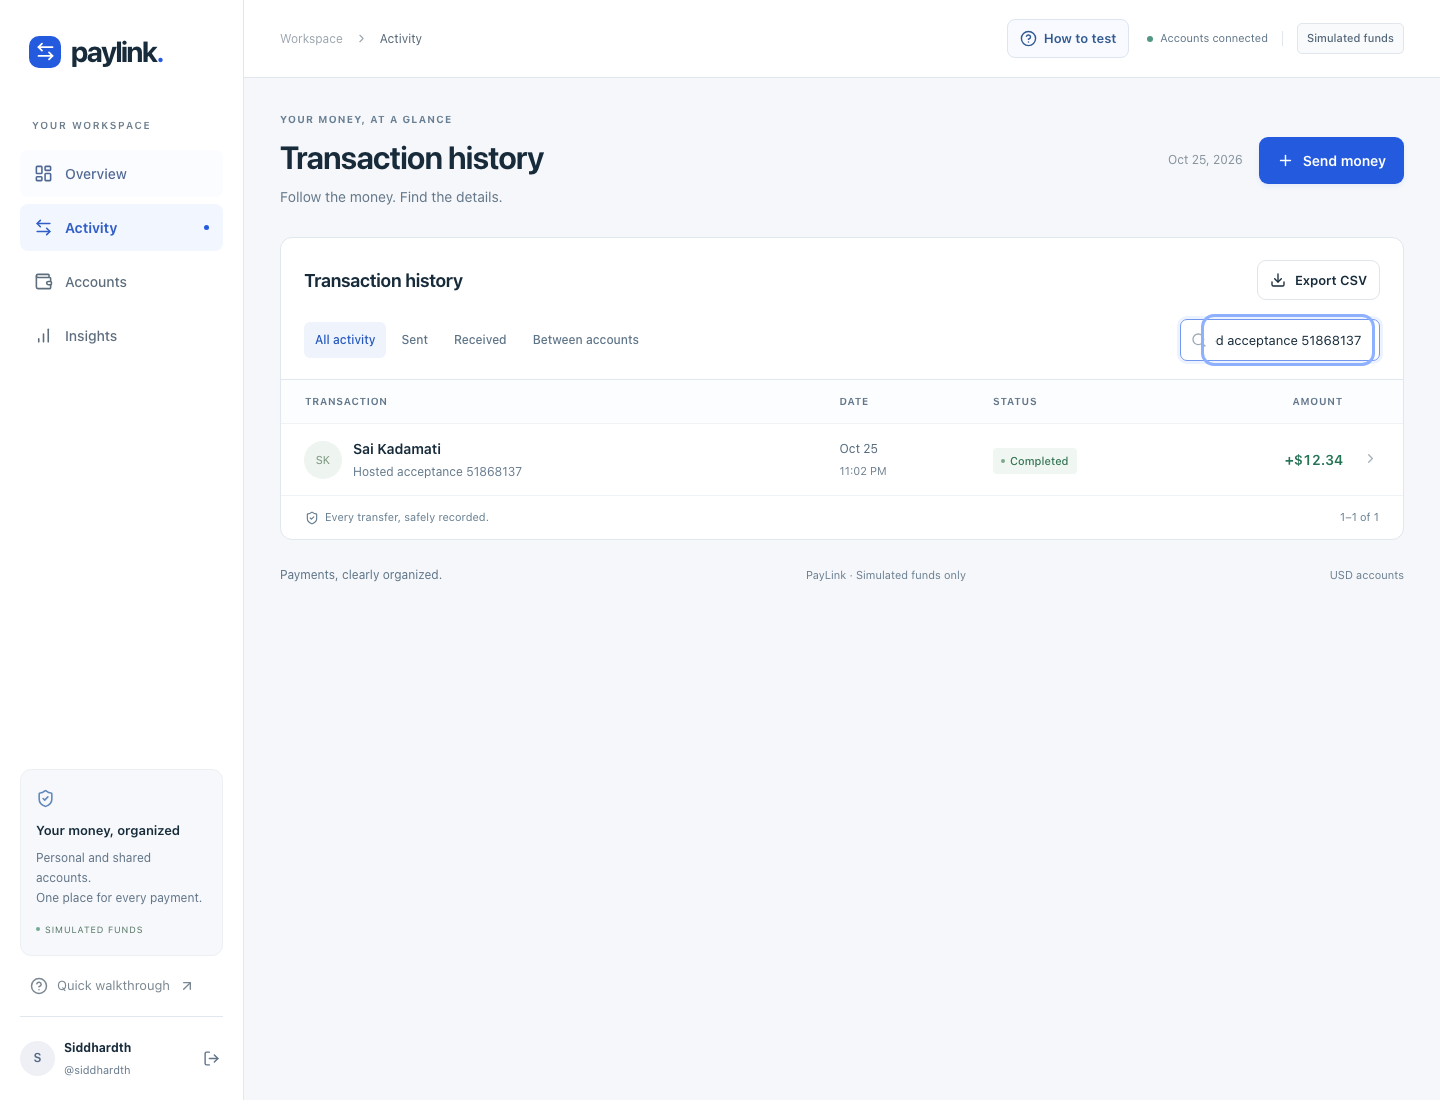 paylink.
YOUR WORKSPACE
Overview
Activity
Accounts
Insights
Your money, organized
Personal and shared
accounts.
One place for every payment.
SIMULATED FUNDS
Quick walkthrough
S
Siddhardth
@siddhardth
Workspace > Activity
How to test
Accounts connected
Simulated funds
YOUR MONEY, AT A GLANCE
Transaction history
Follow the money. Find the details.
Oct 25, 2026
+ Send money
Transaction history
Export CSV
All activity Sent Received Between accounts
d acceptance 51868137
TRANSACTION DATE STATUS AMOUNT
SK
Sai Kadamati
Hosted acceptance 51868137
Oct 25
11:02 PM
Completed
+$12.34
Every transfer, safely recorded.
1–1 of 1
Payments, clearly organized.
PayLink · Simulated funds only
USD accounts